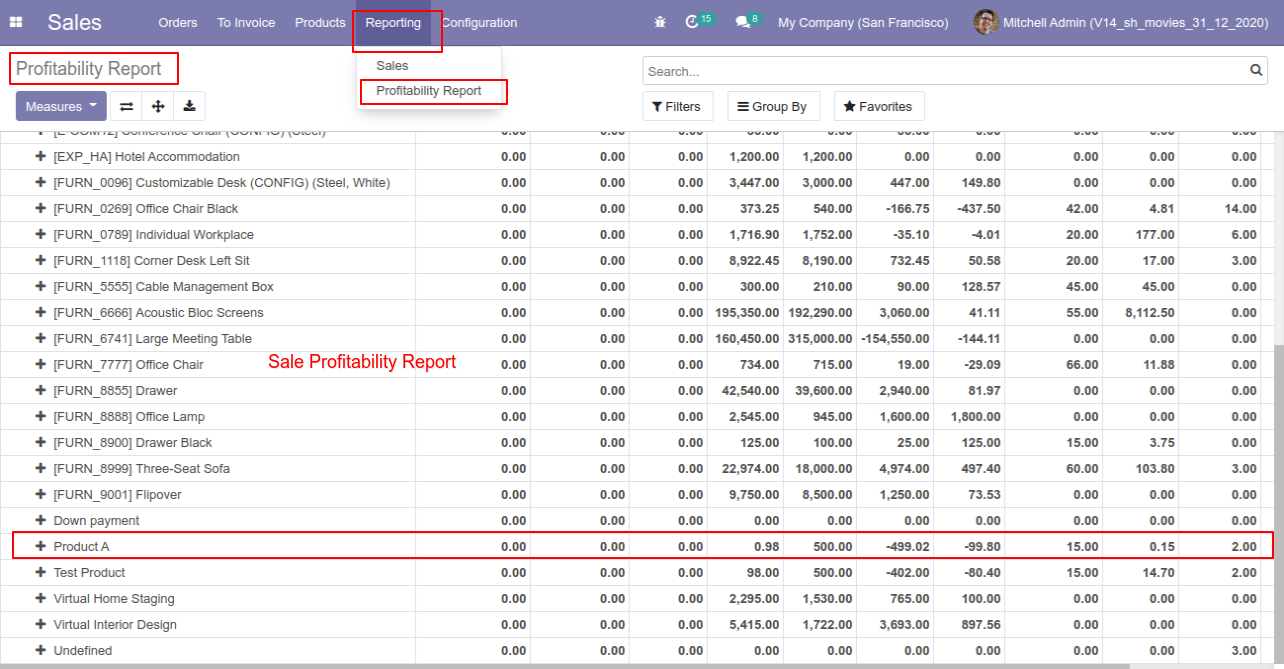 Sales Orders To Invoice Products Reporting Configuration 15 8 My Company (San Francisco) Mitchell Admin (V14_sh_movies_31_12_2020)
Profitability Report
Sales
Profitability Report
Search...
Measures Filters Group By Favorites
[EXP_HA] Hotel Accommodation 0.00 0.00 0.00 1,200.00 1,200.00 0.00 0.00 0.00 0.00 0.00
[FURN_0096] Customizable Desk (CONFIG) (Steel, White) 0.00 0.00 0.00 3,447.00 3,000.00 447.00 149.80 0.00 0.00 0.00
[FURN_0269] Office Chair Black 0.00 0.00 0.00 373.25 540.00 -166.75 -437.50 42.00 4.81 14.00
[FURN_0789] Individual Workplace 0.00 0.00 0.00 1,716.90 1,752.00 -35.10 -4.01 20.00 177.00 6.00
[FURN_1118] Corner Desk Left Sit 0.00 0.00 0.00 8,922.45 8,190.00 732.45 50.58 20.00 17.00 3.00
[FURN_5555] Cable Management Box 0.00 0.00 0.00 300.00 210.00 90.00 128.57 45.00 45.00 0.00
[FURN_6666] Acoustic Bloc Screens 0.00 0.00 0.00 195,350.00 192,290.00 3,060.00 41.11 55.00 8,112.50 0.00
[FURN_6741] Large Meeting Table 0.00 0.00 0.00 160,450.00 315,000.00 -154,550.00 -144.11 0.00 0.00 0.00
[FURN_7777] Office Chair 0.00 0.00 0.00 734.00 715.00 19.00 -29.09 66.00 11.88 0.00
Sale Profitability Report
[FURN_8855] Drawer 0.00 0.00 0.00 42,540.00 39,600.00 2,940.00 81.97 0.00 0.00 0.00
[FURN_8888] Office Lamp 0.00 0.00 0.00 2,545.00 945.00 1,600.00 1,800.00 0.00 0.00 0.00
[FURN_8900] Drawer Black 0.00 0.00 0.00 125.00 100.00 25.00 125.00 15.00 3.75 0.00
[FURN_8999] Three-Seat Sofa 0.00 0.00 0.00 22,974.00 18,000.00 4,974.00 497.40 60.00 103.80 3.00
[FURN_9001] Flipover 0.00 0.00 0.00 9,750.00 8,500.00 1,250.00 73.53 0.00 0.00 0.00
Down payment 0.00 0.00 0.00 0.00 0.00 0.00 0.00 0.00 0.00 0.00
Product A 0.00 0.00 0.00 0.98 500.00 -499.02 -99.80 15.00 0.15 2.00
Test Product 0.00 0.00 0.00 98.00 500.00 -402.00 -80.40 15.00 14.70 2.00
Virtual Home Staging 0.00 0.00 0.00 2,295.00 1,530.00 765.00 100.00 0.00 0.00 0.00
Virtual Interior Design 0.00 0.00 0.00 5,415.00 1,722.00 3,693.00 897.56 0.00 0.00 0.00
Undefined 0.00 0.00 0.00 0.00 0.00 0.00 0.00 0.00 0.00 3.00